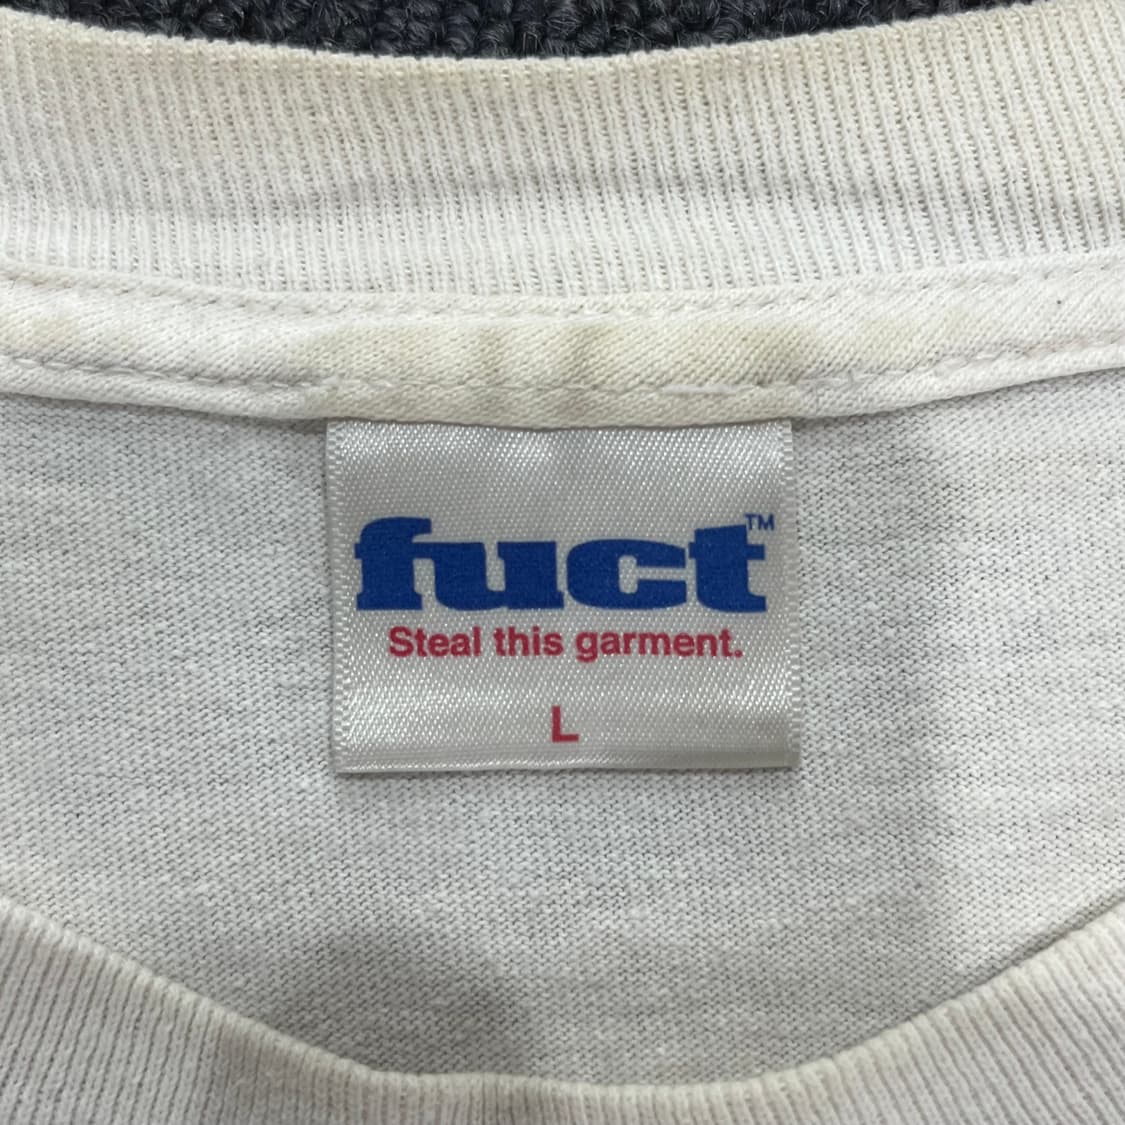 fuct™
Steal this garment.
L